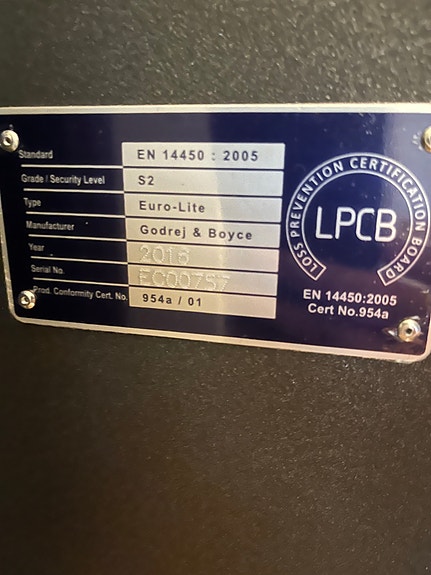 Standard EN 14450 : 2005
Grade / Security Level S2
Type Euro-Lite
Manufacturer Godrej & Boyce
Year 2018
Serial No. EC00757
Prod. Conformity Cert. No. 954a / 01
LOSS PREVENTION CERTIFICATION BOARD
LPCB
EN 14450:2005
Cert No.954a